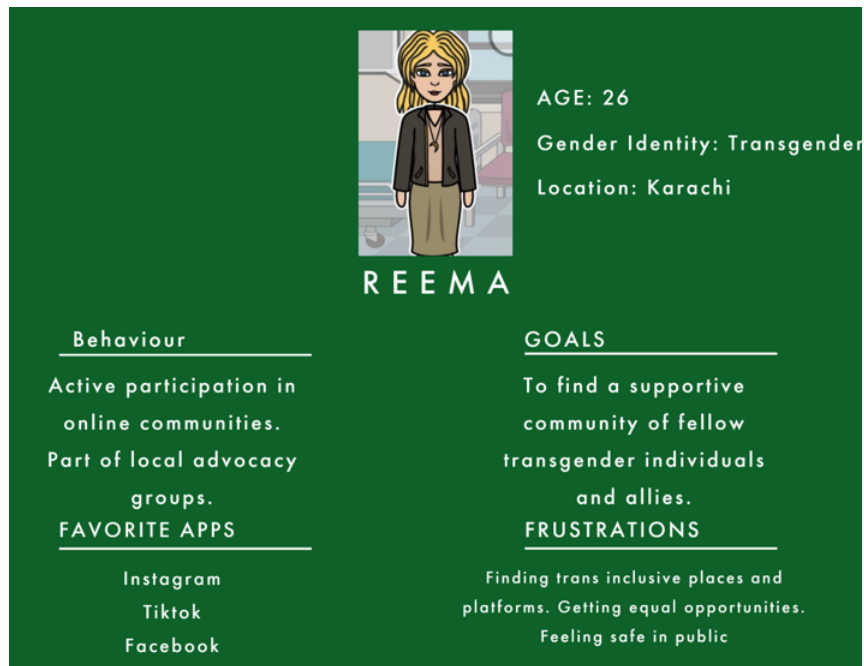 AGE: 26
Gender Identity: Transgender
Location: Karachi
REEMA
Behaviour
Active participation in
online communities.
Part of local advocacy
groups.
GOALS
To find a supportive
community of fellow
transgender individuals
and allies.
FAVORITE APPS
Instagram
Tiktok
Facebook
FRUSTRATIONS
Finding trans inclusive places and
platforms. Getting equal opportunities.
Feeling safe in public